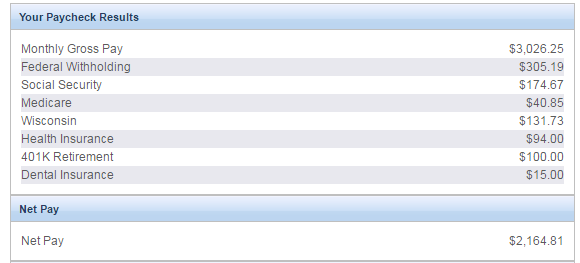 Your Paycheck Results
Monthly Gross Pay $3,026.25
Federal Withholding $305.19
Social Security $174.67
Medicare $40.85
Wisconsin $131.73
Health Insurance $94.00
401K Retirement $100.00
Dental Insurance $15.00
Net Pay
Net Pay $2,164.81